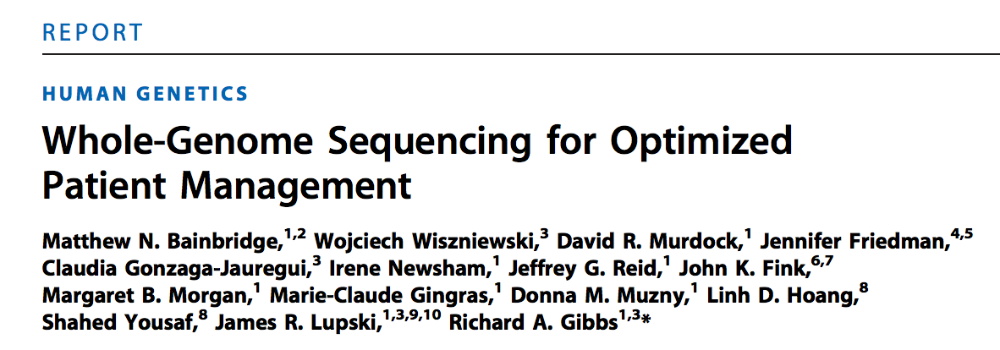 REPORT
HUMAN GENETICS
Whole-Genome Sequencing for Optimized
Patient Management
Matthew N. Bainbridge,1,2 Wojciech Wiszniewski,3 David R. Murdock,1 Jennifer Friedman,4,5
Claudia Gonzaga-Jauregui,3 Irene Newsham,1 Jeffrey G. Reid,1 John K. Fink,6,7
Margaret B. Morgan,1 Marie-Claude Gingras,1 Donna M. Muzny,1 Linh D. Hoang,8
Shahed Yousaf,8 James R. Lupski,1,3,9,10 Richard A. Gibbs1,3*